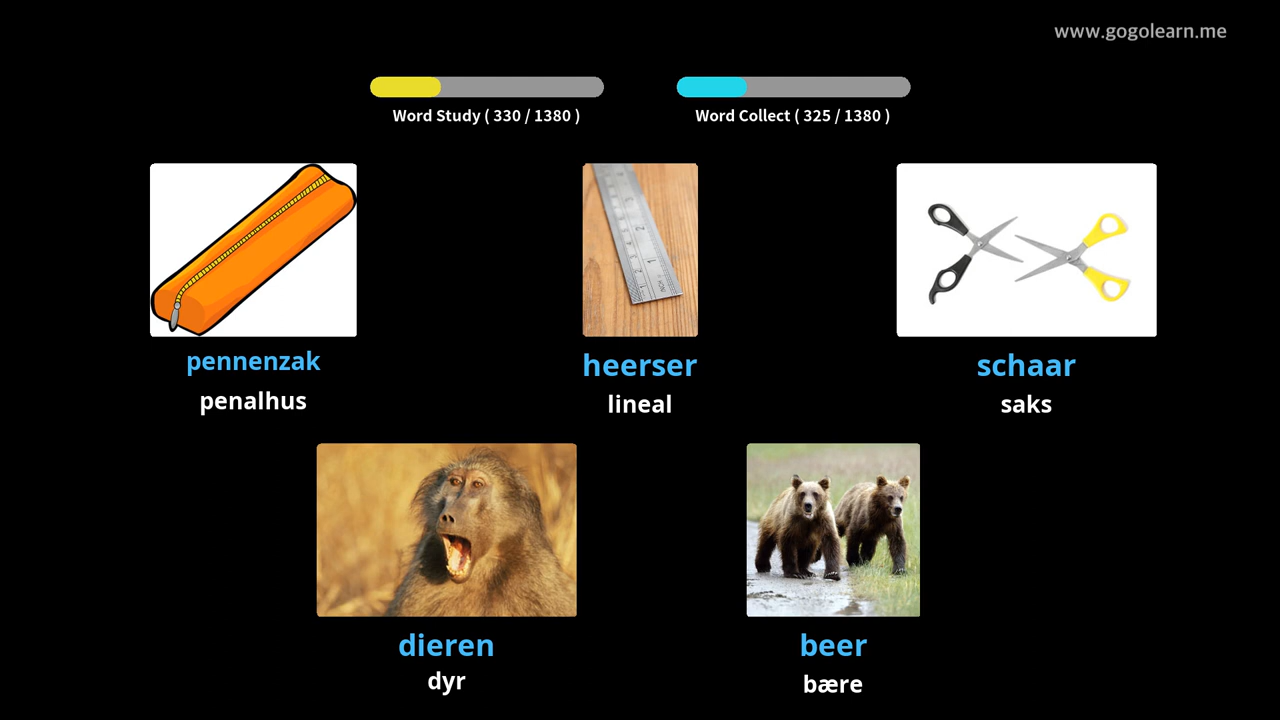 www.gogolearn.me
Word Study ( 330 / 1380 )
Word Collect ( 325 / 1380 )
pennenzak
penalhus
heerser
lineal
schaar
saks
dieren
dyr
beer
bære